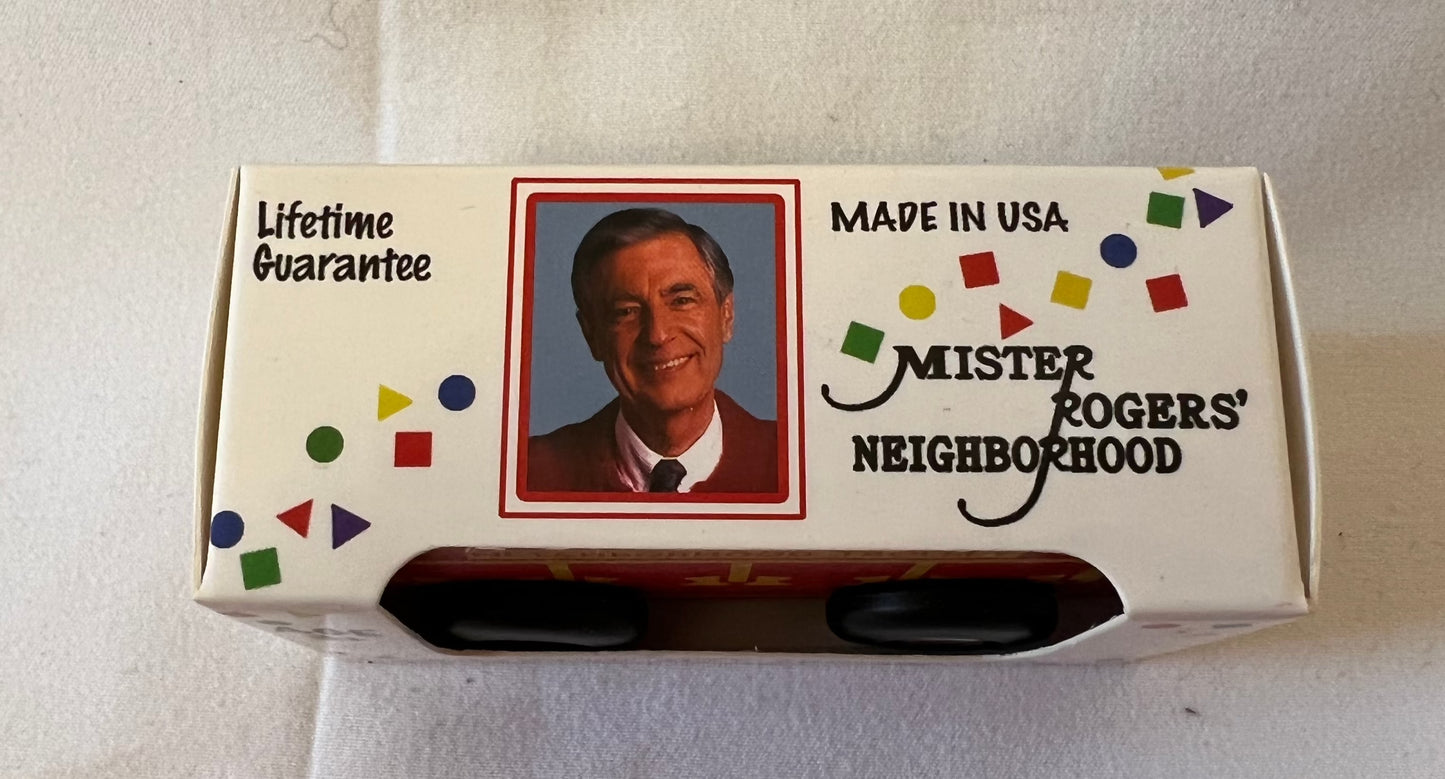 Lifetime
Guarantee
MADE IN USA
MISTER
ROGERS'
NEIGHBORHOOD